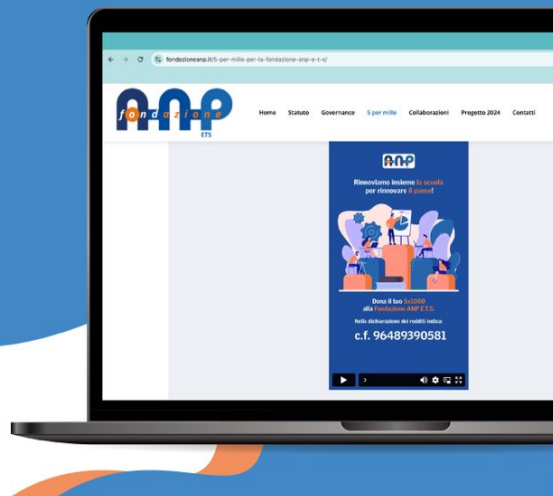 fondazioneanp.it/5-per-mille-per-la-fondazione-anp-e-t-s/
ANP
fondazione
ETS
Home Statuto Governance 5 per mille Collaborazioni Progetto 2024 Contatti
ANP
Rinnoviamo insieme la scuola
per rinnovare il paese!
Dona il tuo 5x1000
alla Fondazione ANP E.T.S.
Nella dichiarazione dei redditi indica:
c.f. 96489390581